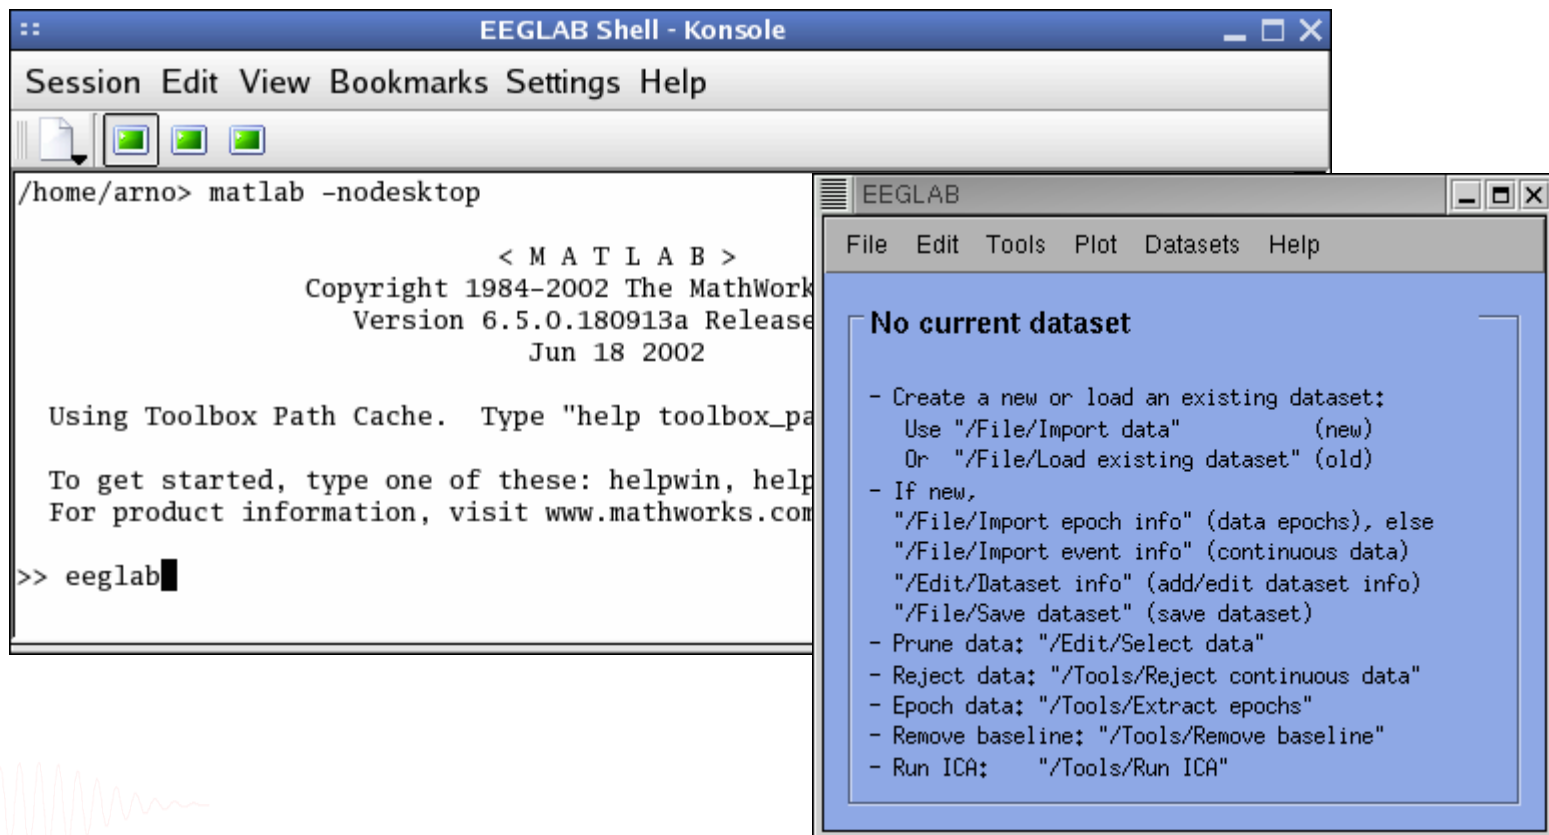 EEGLAB Shell - Konsole
Session Edit View Bookmarks Settings Help
/home/arno> matlab -nodesktop
< M A T L A B >
Copyright 1984-2002 The MathWork
Version 6.5.0.180913a Release
Jun 18 2002
Using Toolbox Path Cache. Type "help toolbox_pa
To get started, type one of these: helpwin, help
For product information, visit www.mathworks.com
>> eeglab
EEGLAB
File Edit Tools Plot Datasets Help
No current dataset
- Create a new or load an existing dataset:
Use "/File/Import data" (new)
Or "/File/Load existing dataset" (old)
- If new,
"/File/Import epoch info" (data epochs), else
"/File/Import event info" (continuous data)
"/Edit/Dataset info" (add/edit dataset info)
"/File/Save dataset" (save dataset)
- Prune data: "/Edit/Select data"
- Reject data: "/Tools/Reject continuous data"
- Epoch data: "/Tools/Extract epochs"
- Remove baseline: "/Tools/Remove baseline"
- Run ICA: "/Tools/Run ICA"